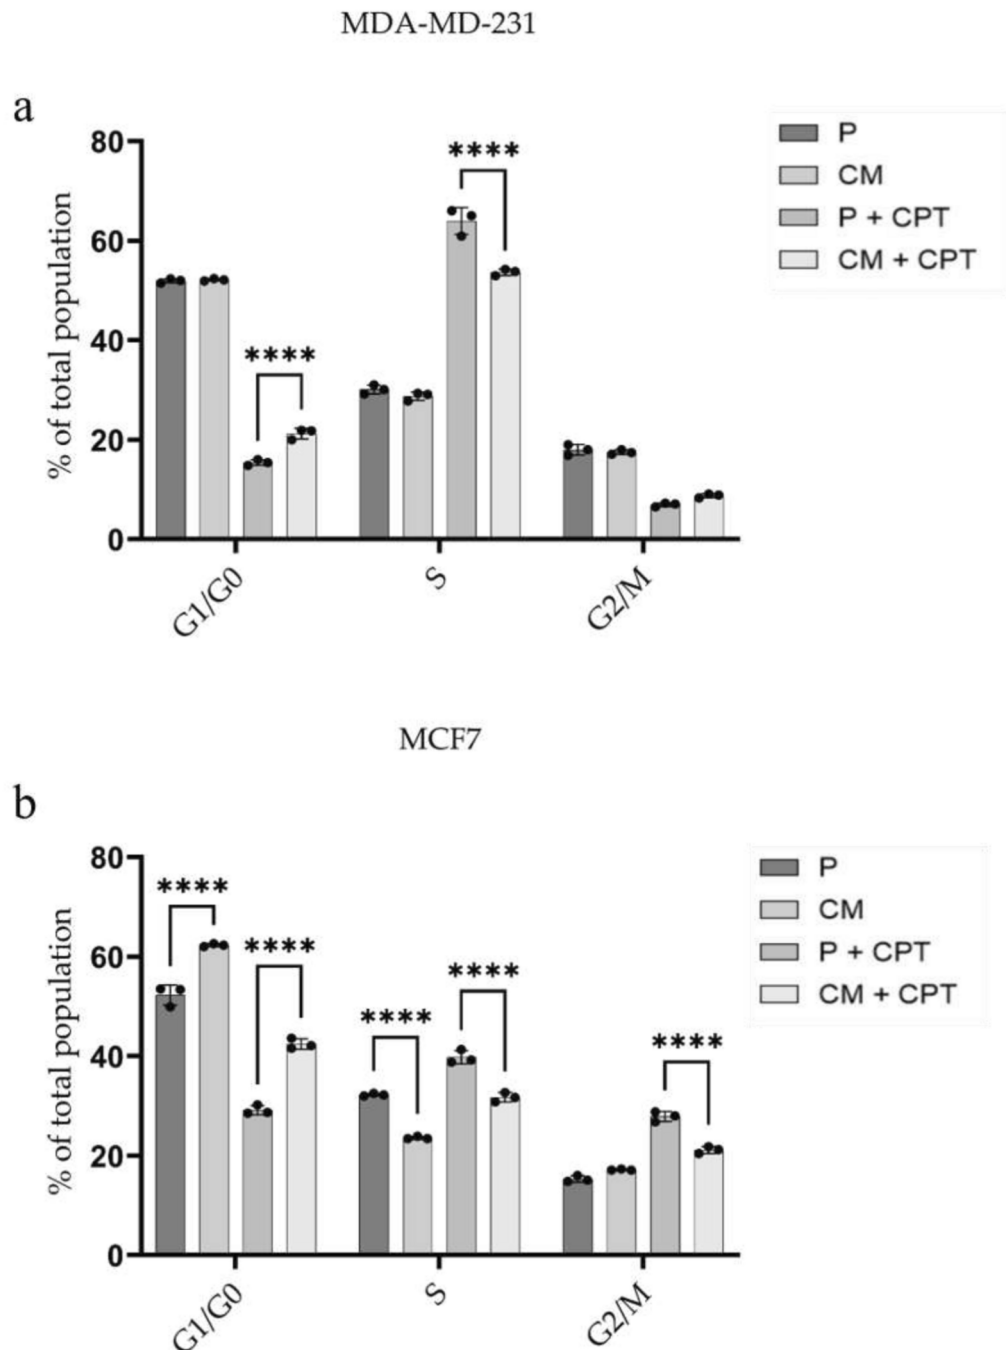 MDA-MD-231
a
P
CM
P + CPT
CM + CPT
% of total population
80
60
40
20
0
****
****
G1/G0
S
G2/M
MCF7
b
P
CM
P + CPT
CM + CPT
% of total population
80
60
40
20
0
****
****
****
****
****
G1/G0
S
G2/M